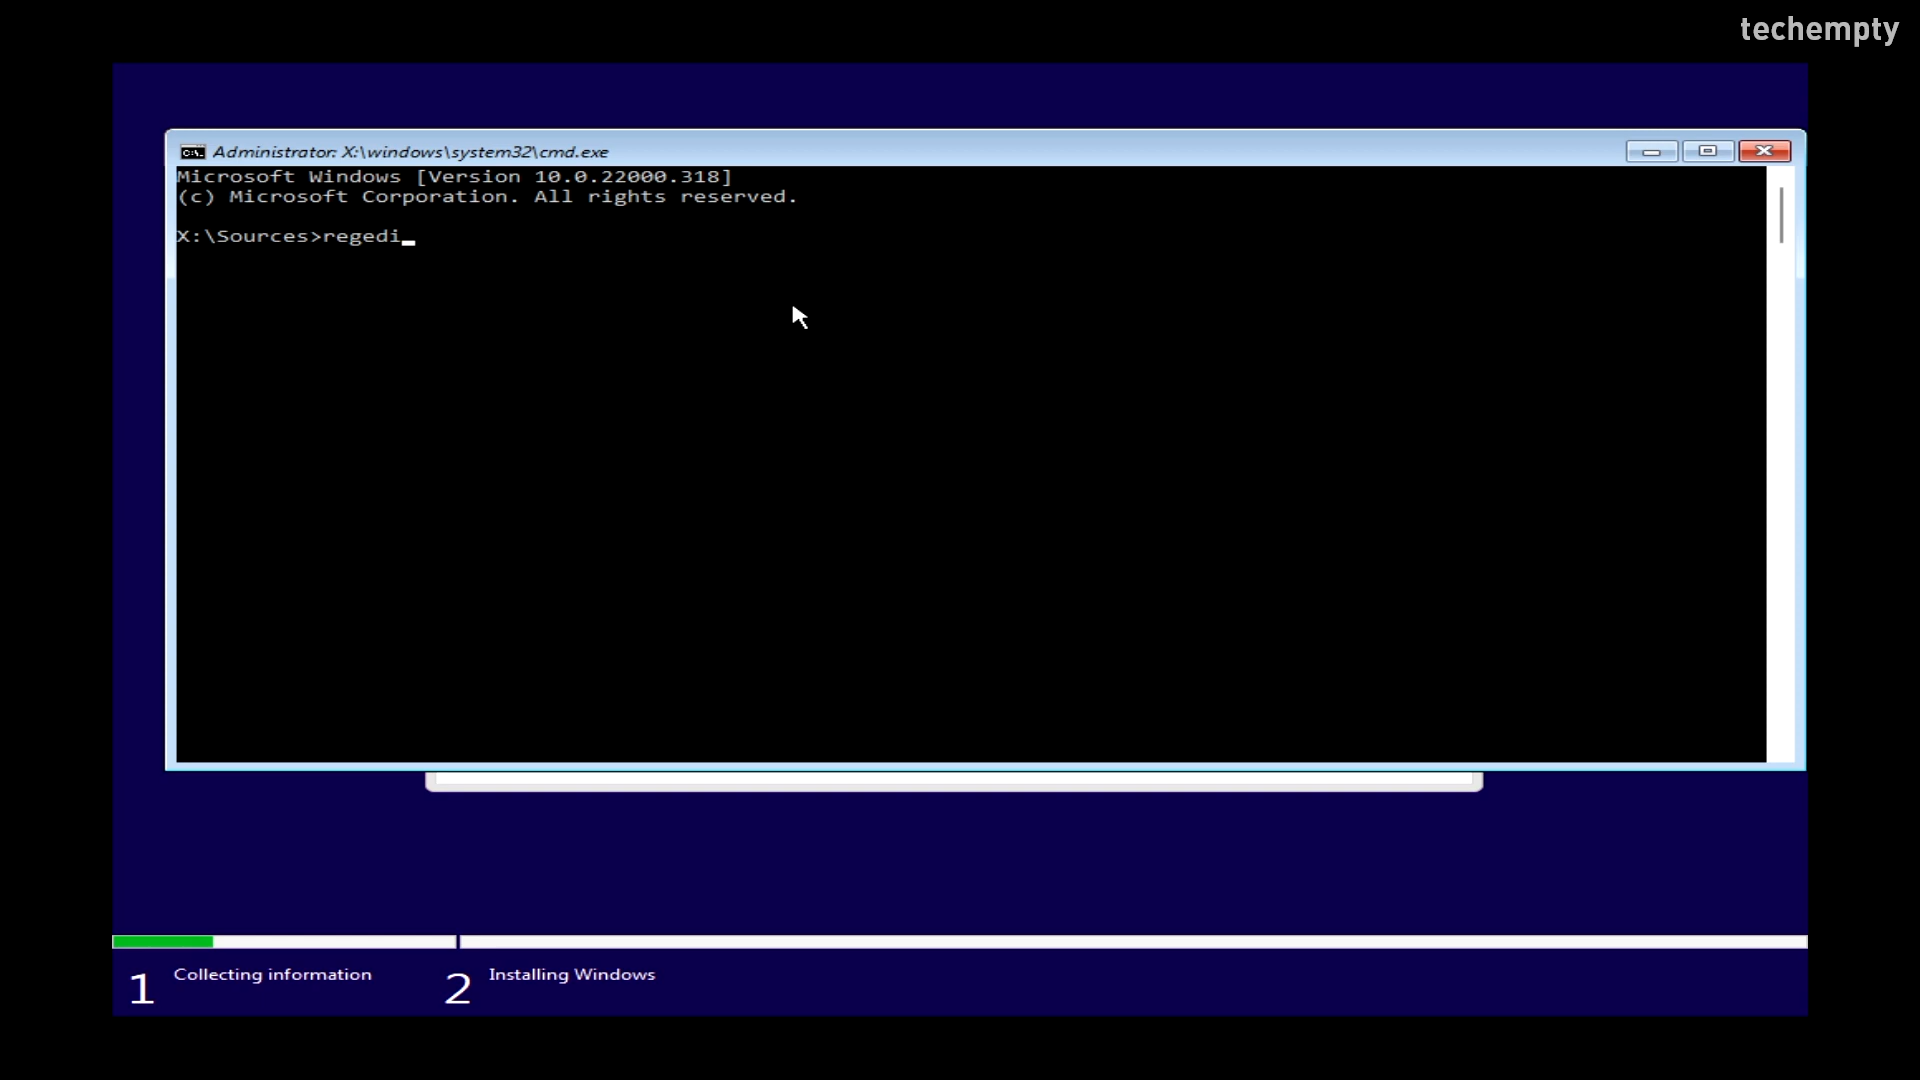 techempty
Administrator: X:\windows\system32\cmd.exe
Microsoft Windows [Version 10.0.22000.318]
(c) Microsoft Corporation. All rights reserved.
X:\Sources>regedi
1 Collecting information
2 Installing Windows